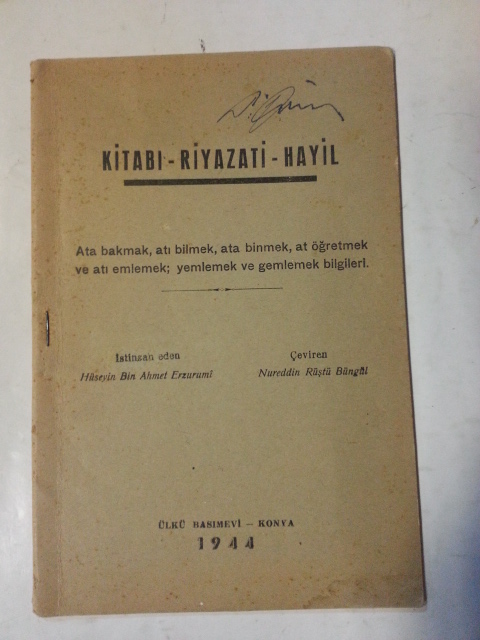 KİTABI - RİYAZATİ - HAYİL
Ata bakmak, atı bilmek, ata binmek, at öğretmek
ve atı emlemek; yemlemek ve gemlemek bilgileri.
İstinsah eden
Çeviren
Hüseyin Bin Ahmet Erzurumî
Nureddin Rüştü Büngül
ÜLKÜ BASIMEVİ — KONYA
1944